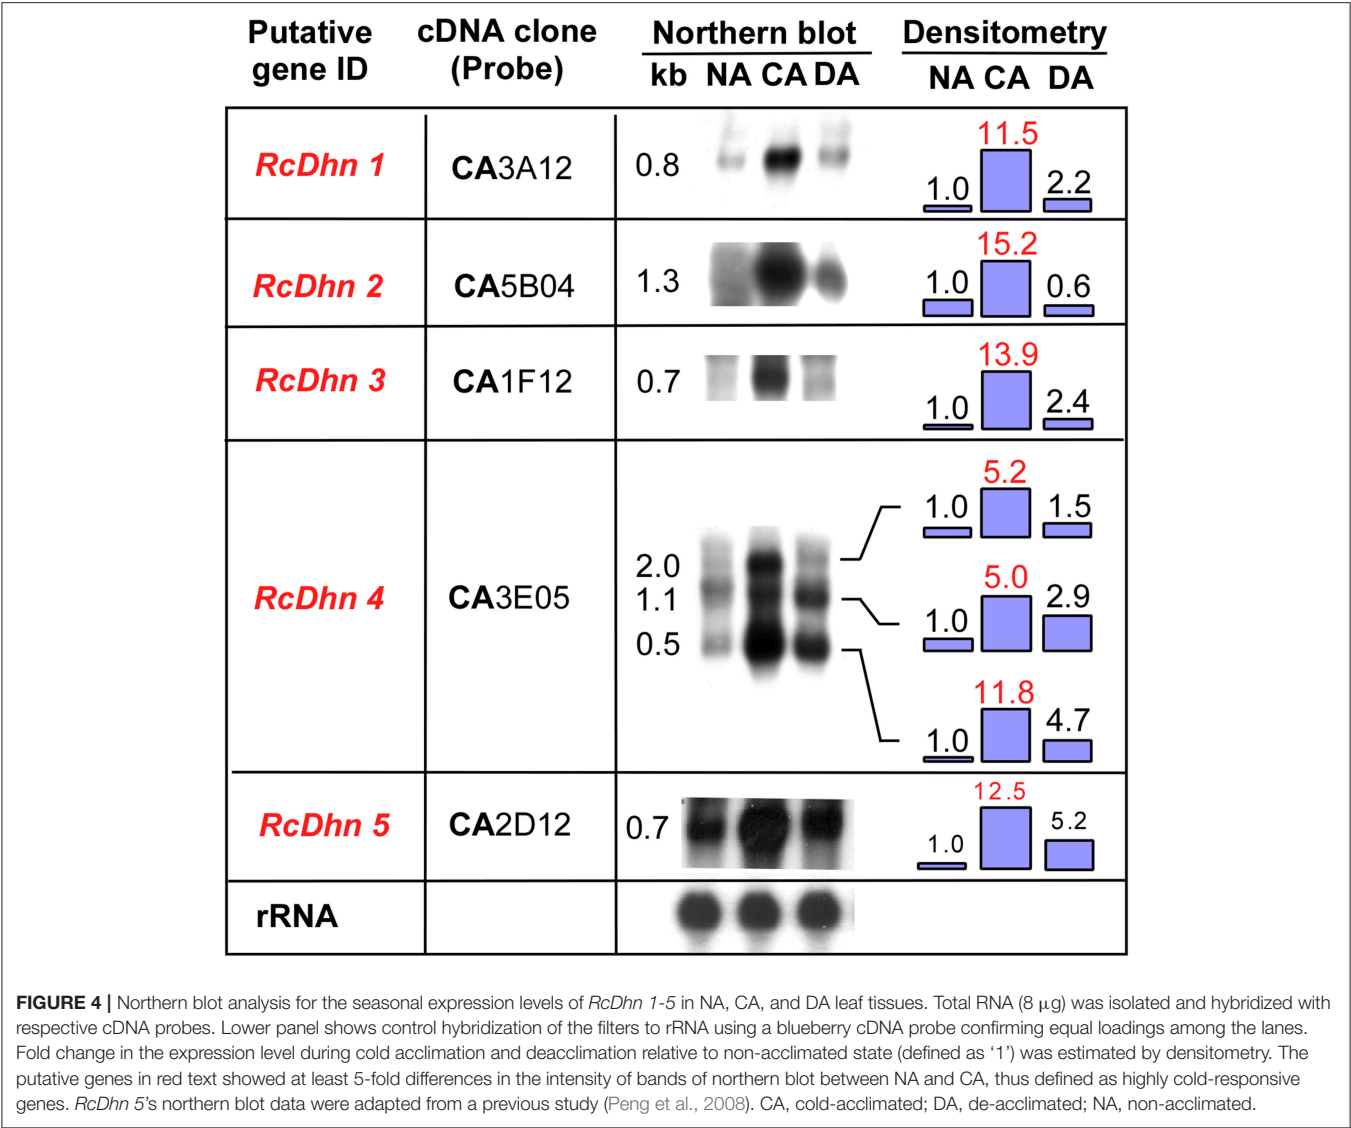 Putative gene ID
cDNA clone (Probe)
Northern blot
Densitometry
kb NA CA DA
NA CA DA
RcDhn 1
CA3A12
0.8
1.0
11.5
2.2
RcDhn 2
CA5B04
1.3
1.0
15.2
0.6
RcDhn 3
CA1F12
0.7
1.0
13.9
2.4
RcDhn 4
CA3E05
2.0
1.1
0.5
1.0
5.2
1.5
1.0
5.0
2.9
1.0
11.8
4.7
RcDhn 5
CA2D12
0.7
1.0
12.5
5.2
rRNA
FIGURE 4 | Northern blot analysis for the seasonal expression levels of RcDhn 1-5 in NA, CA, and DA leaf tissues. Total RNA (8 μg) was isolated and hybridized with
respective cDNA probes. Lower panel shows control hybridization of the filters to rRNA using a blueberry cDNA probe confirming equal loadings among the lanes.
Fold change in the expression level during cold acclimation and deacclimation relative to non-acclimated state (defined as ‘1’) was estimated by densitometry. The
putative genes in red text showed at least 5-fold differences in the intensity of bands of northern blot between NA and CA, thus defined as highly cold-responsive
genes. RcDhn 5’s northern blot data were adapted from a previous study (Peng et al., 2008). CA, cold-acclimated; DA, de-acclimated; NA, non-acclimated.